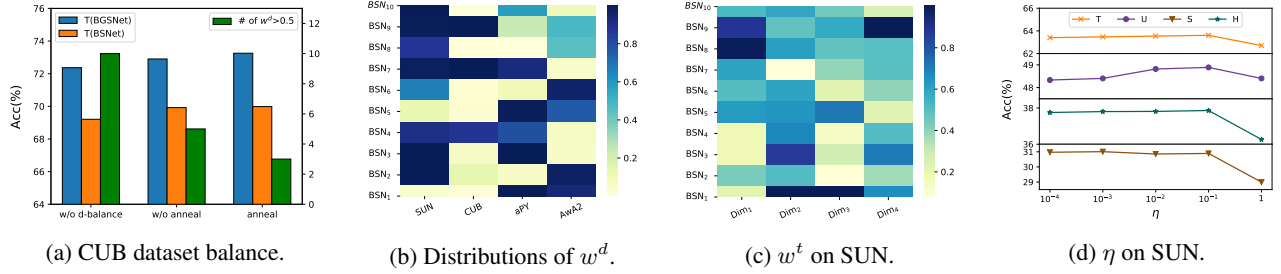 76
74
72
70
68
66
64
Acc(%)
T(BGSNet)
T(BSNet)
# of w^d>0.5
10
8
6
4
2
0
w/o d-balance
w/o anneal
anneal
(a) CUB dataset balance.
BSN₁₀
BSN₉
BSN₈
BSN₇
BSN₆
BSN₅
BSN₄
BSN₃
BSN₂
BSN₁
SUN
CUB
aPY
AwA2
0.8
0.6
0.4
0.2
(b) Distributions of w^d.
BSN₁₀
BSN₉
BSN₈
BSN₇
BSN₆
BSN₅
BSN₄
BSN₃
BSN₂
BSN₁
Dim₁
Dim₂
Dim₃
Dim₄
0.8
0.6
0.4
0.2
(c) w^t on SUN.
T
U
S
H
66
64
62
49
48
38
36
31
30
29
Acc(%)
10⁻⁴
10⁻³
10⁻²
10⁻¹
1
η
(d) η on SUN.